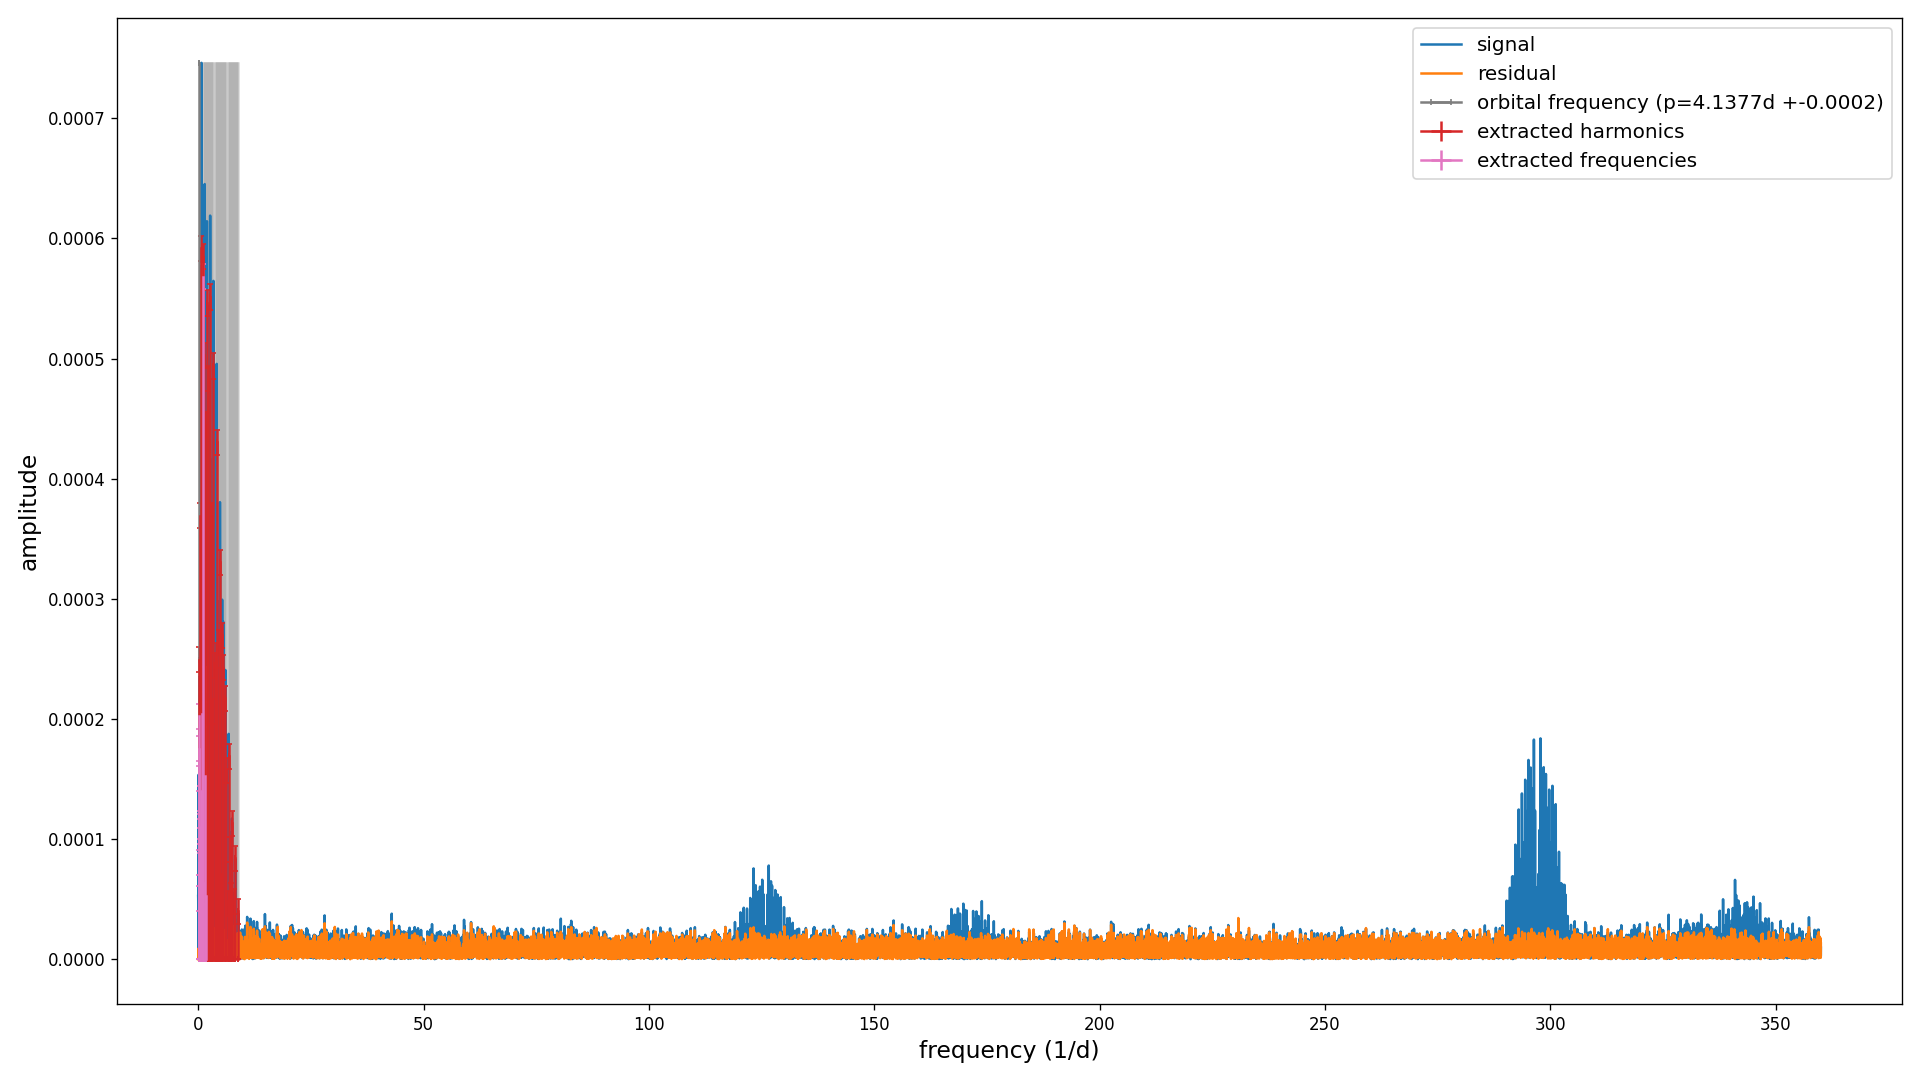 signal
residual
orbital frequency (p=4.1377d +-0.0002)
extracted harmonics
extracted frequencies
0.0007
0.0006
0.0005
0.0004
0.0003
0.0002
0.0001
0.0000
amplitude
0 50 100 150 200 250 300 350
frequency (1/d)